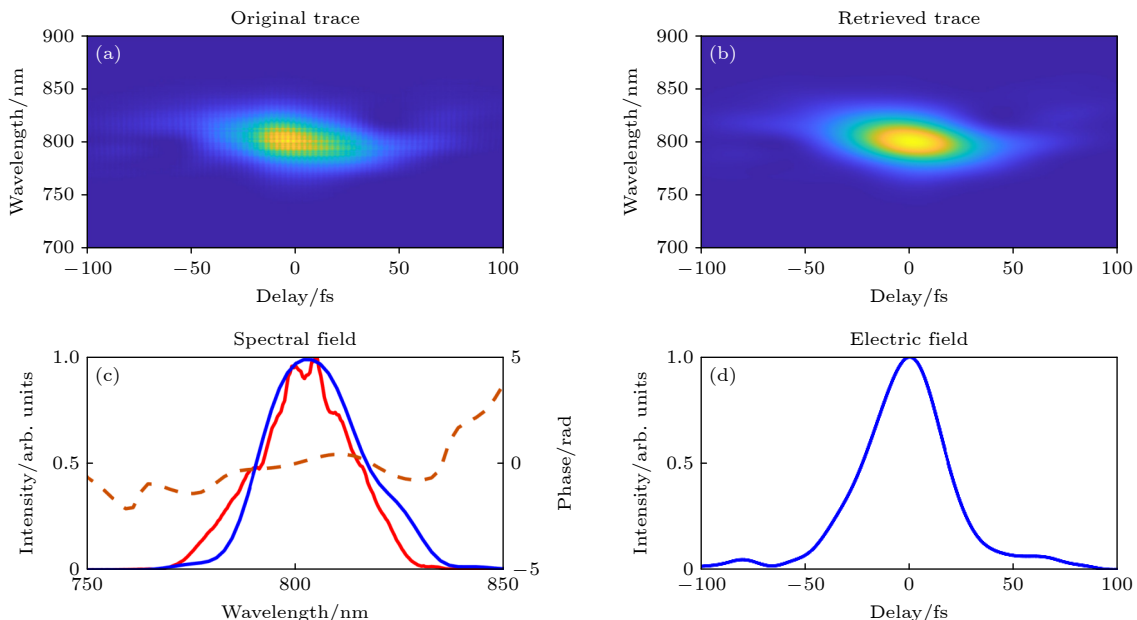 Original trace
Retrieved trace
(a)
900
850
800
750
700
Wavelength/nm
−100
−50
0
50
100
Delay/fs
(b)
900
850
800
750
700
Wavelength/nm
−100
−50
0
50
100
Delay/fs
Spectral field
(c)
1.0
0.5
0
Intensity/arb. units
5
0
−5
Phase/rad
750
800
850
Wavelength/nm
Electric field
(d)
1.0
0.5
0
Intensity/arb. units
−100
−50
0
50
100
Delay/fs